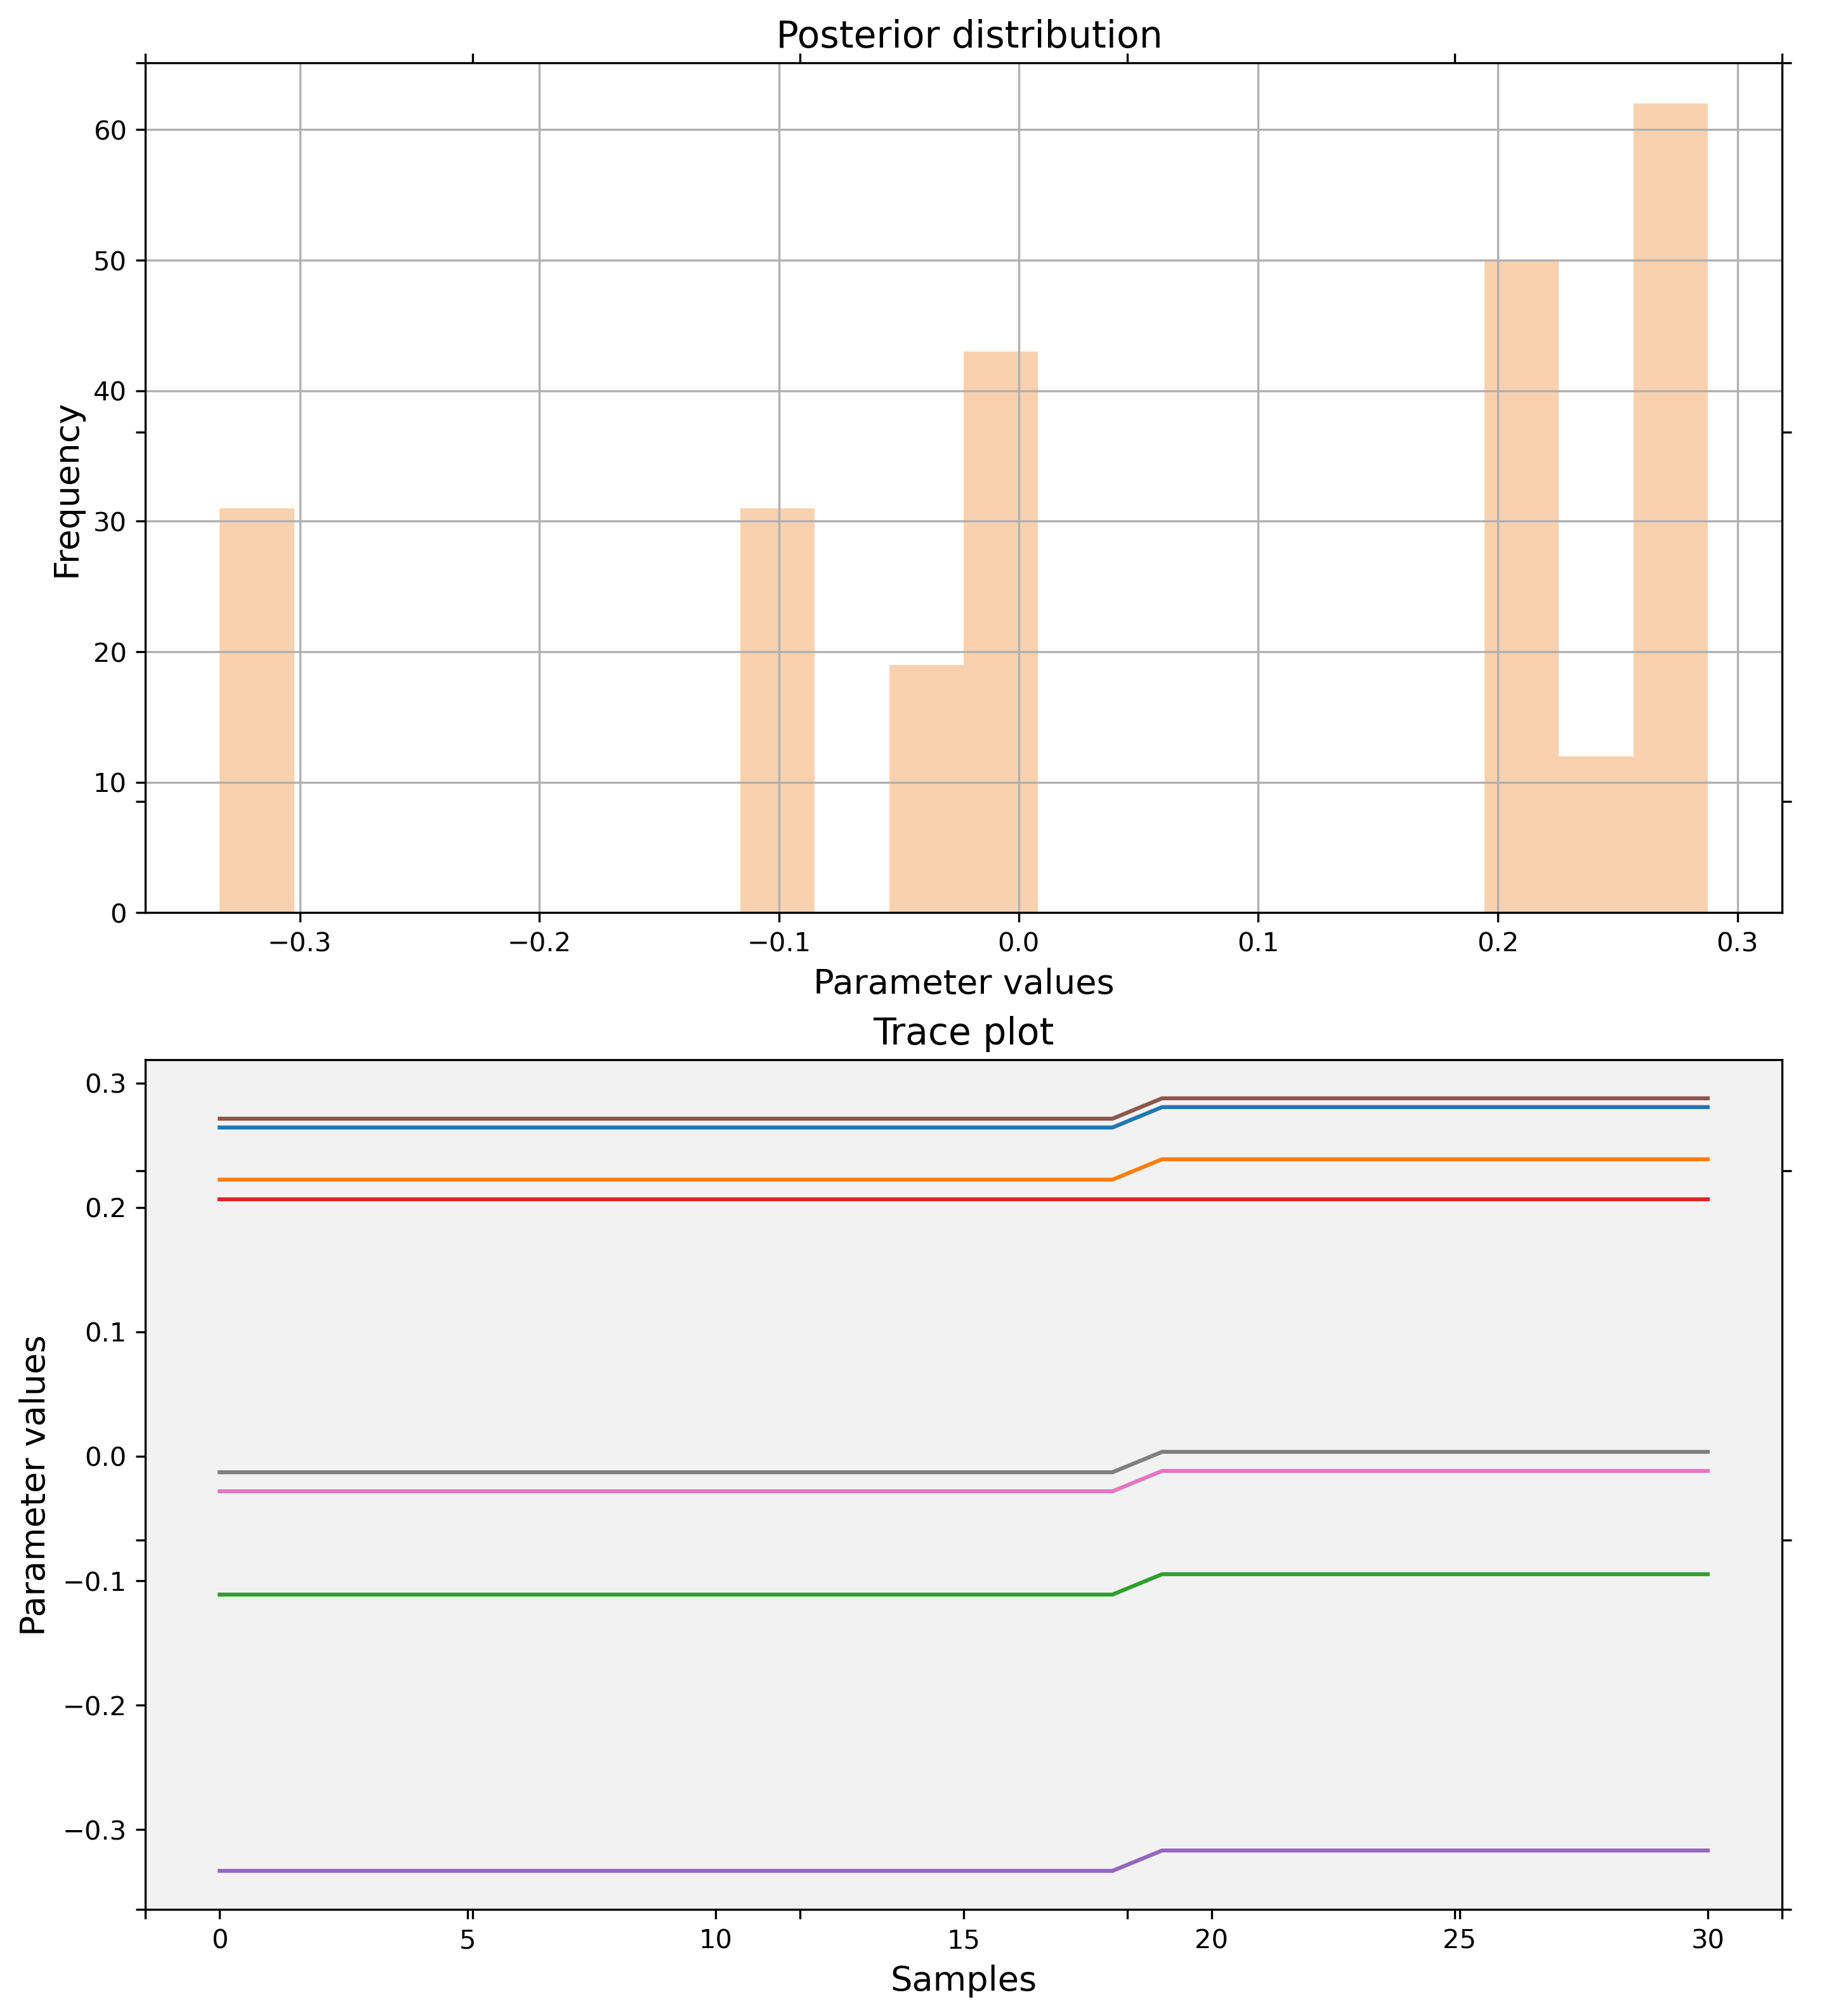 Posterior distribution
60
50
40
30
20
10
0
Frequency
−0.3 −0.2 −0.1 0.0 0.1 0.2 0.3
Parameter values
Trace plot
0.3
0.2
0.1
0.0
−0.1
−0.2
−0.3
Parameter values
0 5 10 15 20 25 30
Samples